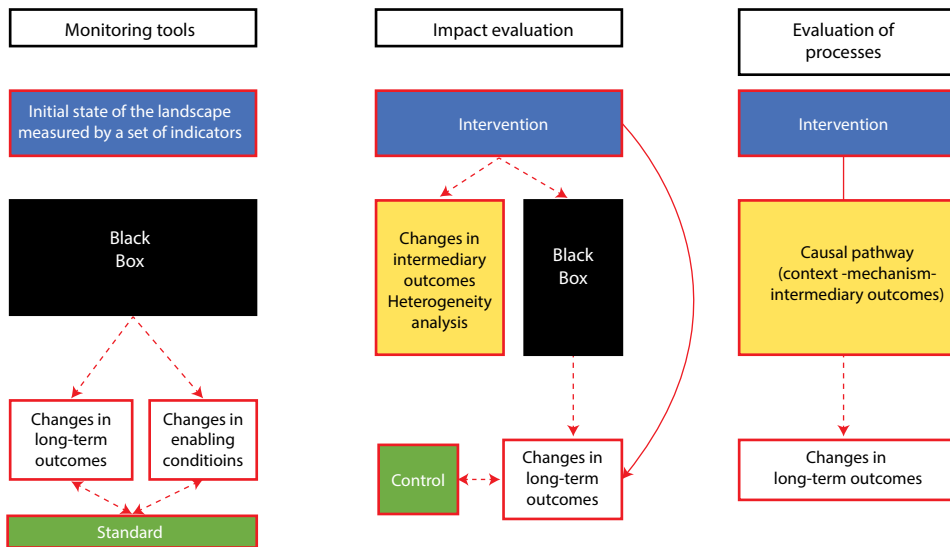 Monitoring tools
Initial state of the landscape
measured by a set of indicators
Black
Box
Changes in
long-term
outcomes
Changes in
enabling
conditioins
Standard
Impact evaluation
Intervention
Changes in
intermediary
outcomes
Heterogeneity
analysis
Black
Box
Control
Changes in
long-term
outcomes
Evaluation of
processes
Intervention
Causal pathway
(context -mechanism-
intermediary outcomes)
Changes in
long-term outcomes